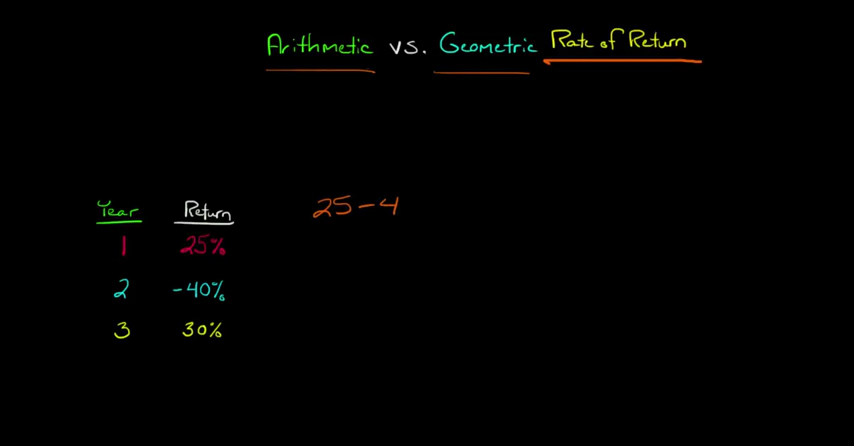 Arithmetic vs. Geometric Rate of Return
Year Return 25-4
1 25%
2 -40%
3 30%